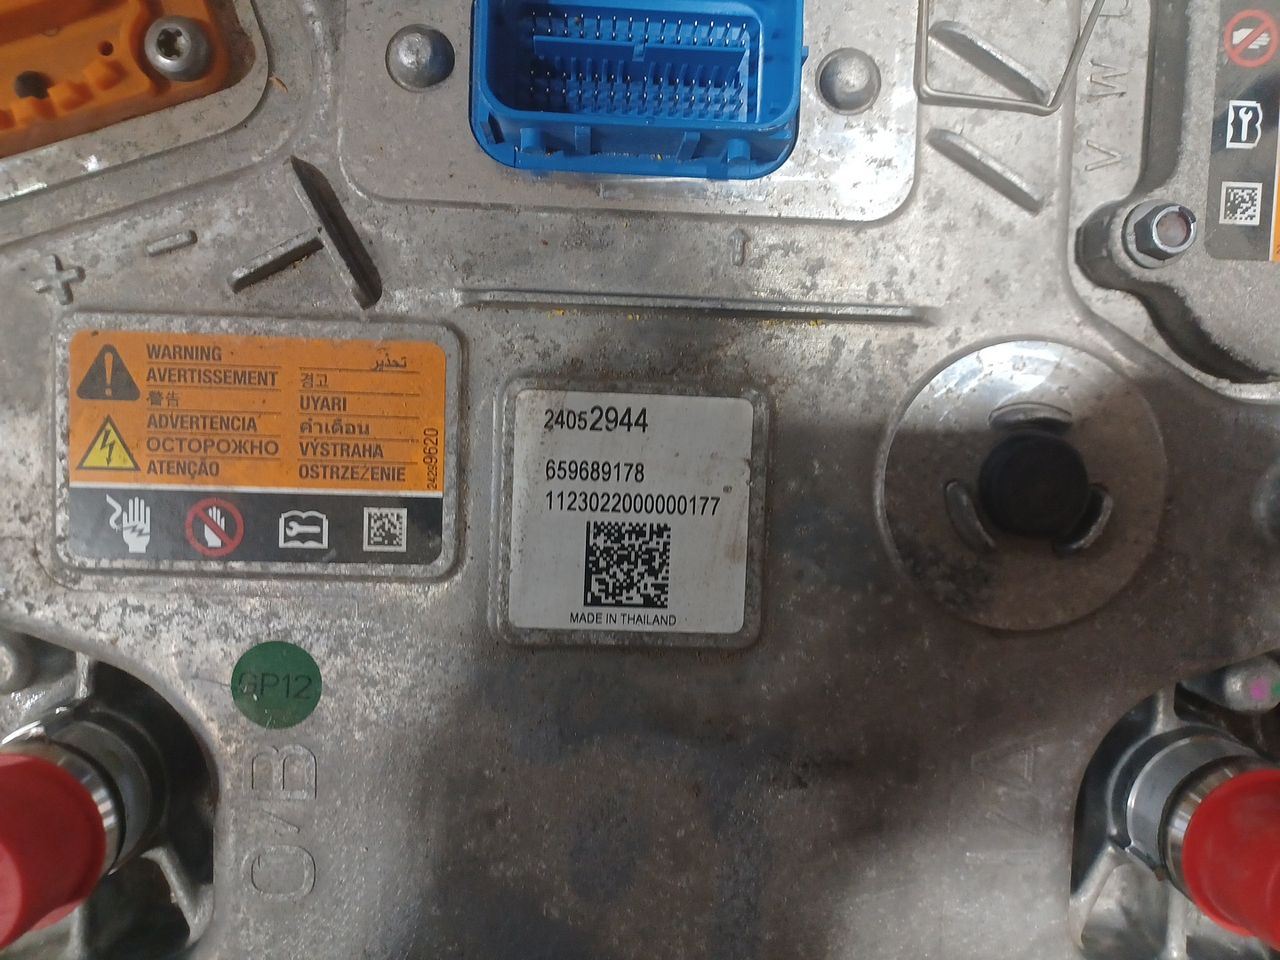 + -
V W U
WARNING
AVERTISSEMENT
警告
ADVERTENCIA
ОСТОРОЖНО
ATENÇÃO
تحذير
경고
UYARI
คำเตือน
VÝSTRAHA
OSTRZEŻENIE
24289620
24052944
659689178
1123022000000177
MADE IN THAILAND
GP12
O/B